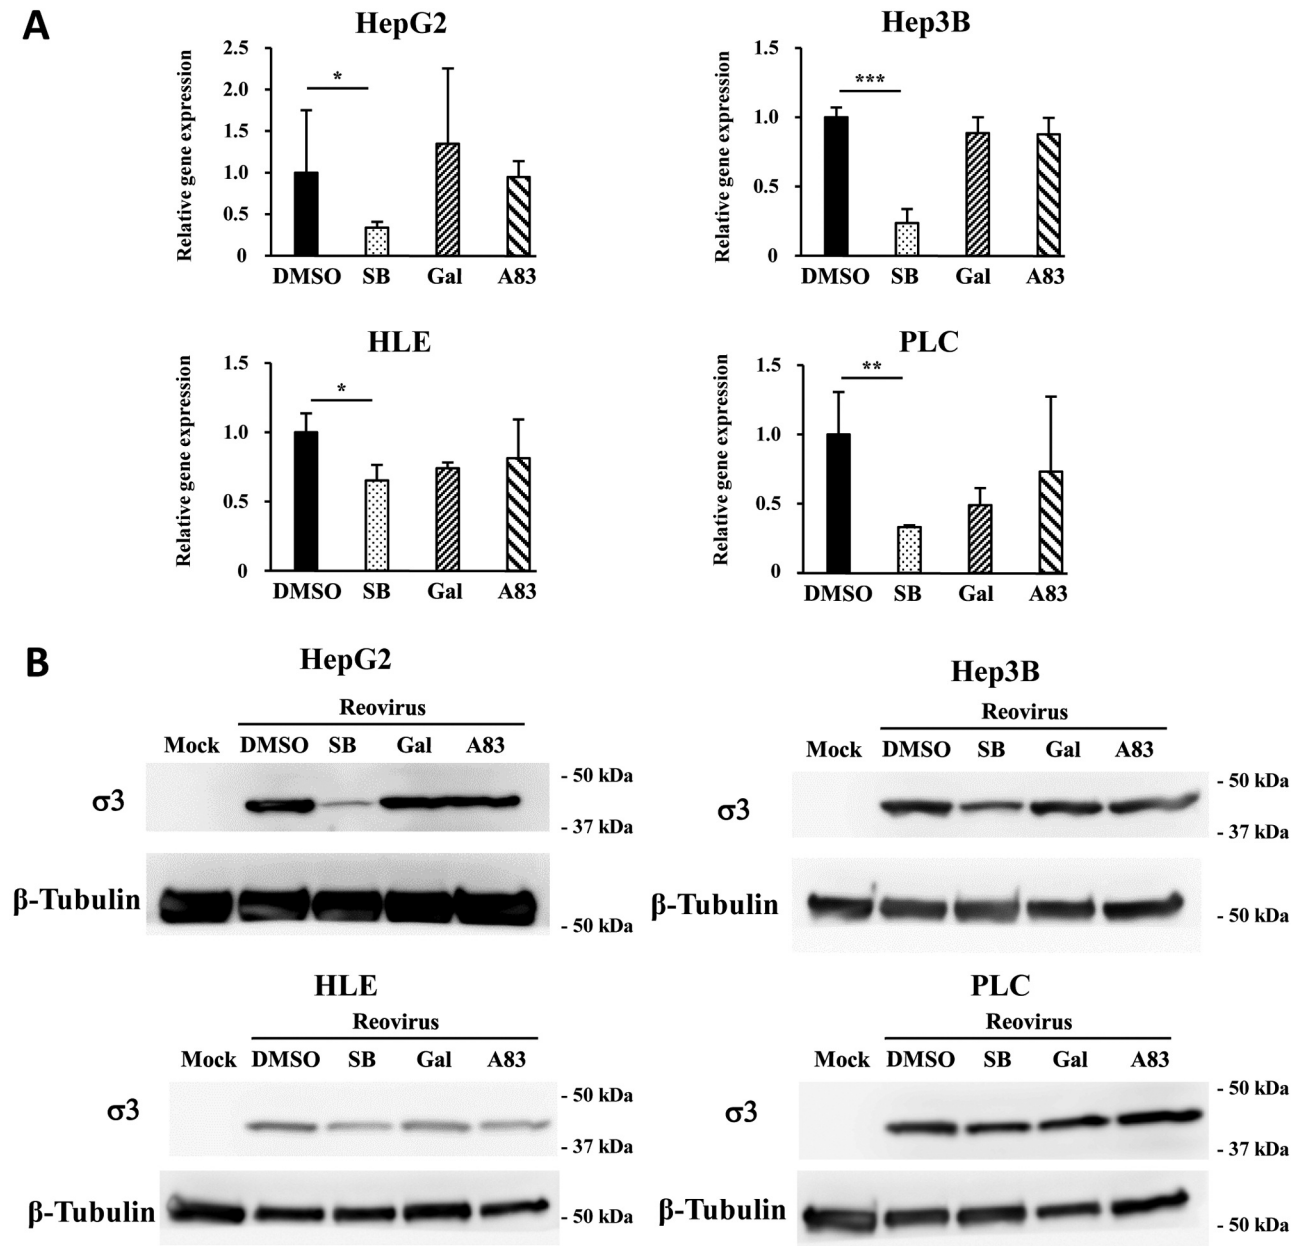 A
HepG2
Relative gene expression
2.5
2.0
1.5
1.0
0.5
0
*
DMSO SB Gal A83
Hep3B
Relative gene expression
1.5
1.0
0.5
0
***
DMSO SB Gal A83
HLE
Relative gene expression
1.5
1.0
0.5
0
*
DMSO SB Gal A83
PLC
Relative gene expression
1.5
1.0
0.5
0
**
DMSO SB Gal A83
B
HepG2
Reovirus
Mock DMSO SB Gal A83
σ3
- 50 kDa
- 37 kDa
β-Tubulin
- 50 kDa
Hep3B
Reovirus
Mock DMSO SB Gal A83
σ3
- 50 kDa
- 37 kDa
β-Tubulin
- 50 kDa
HLE
Reovirus
Mock DMSO SB Gal A83
σ3
- 50 kDa
- 37 kDa
β-Tubulin
- 50 kDa
PLC
Reovirus
Mock DMSO SB Gal A83
σ3
- 50 kDa
- 37 kDa
β-Tubulin
- 50 kDa